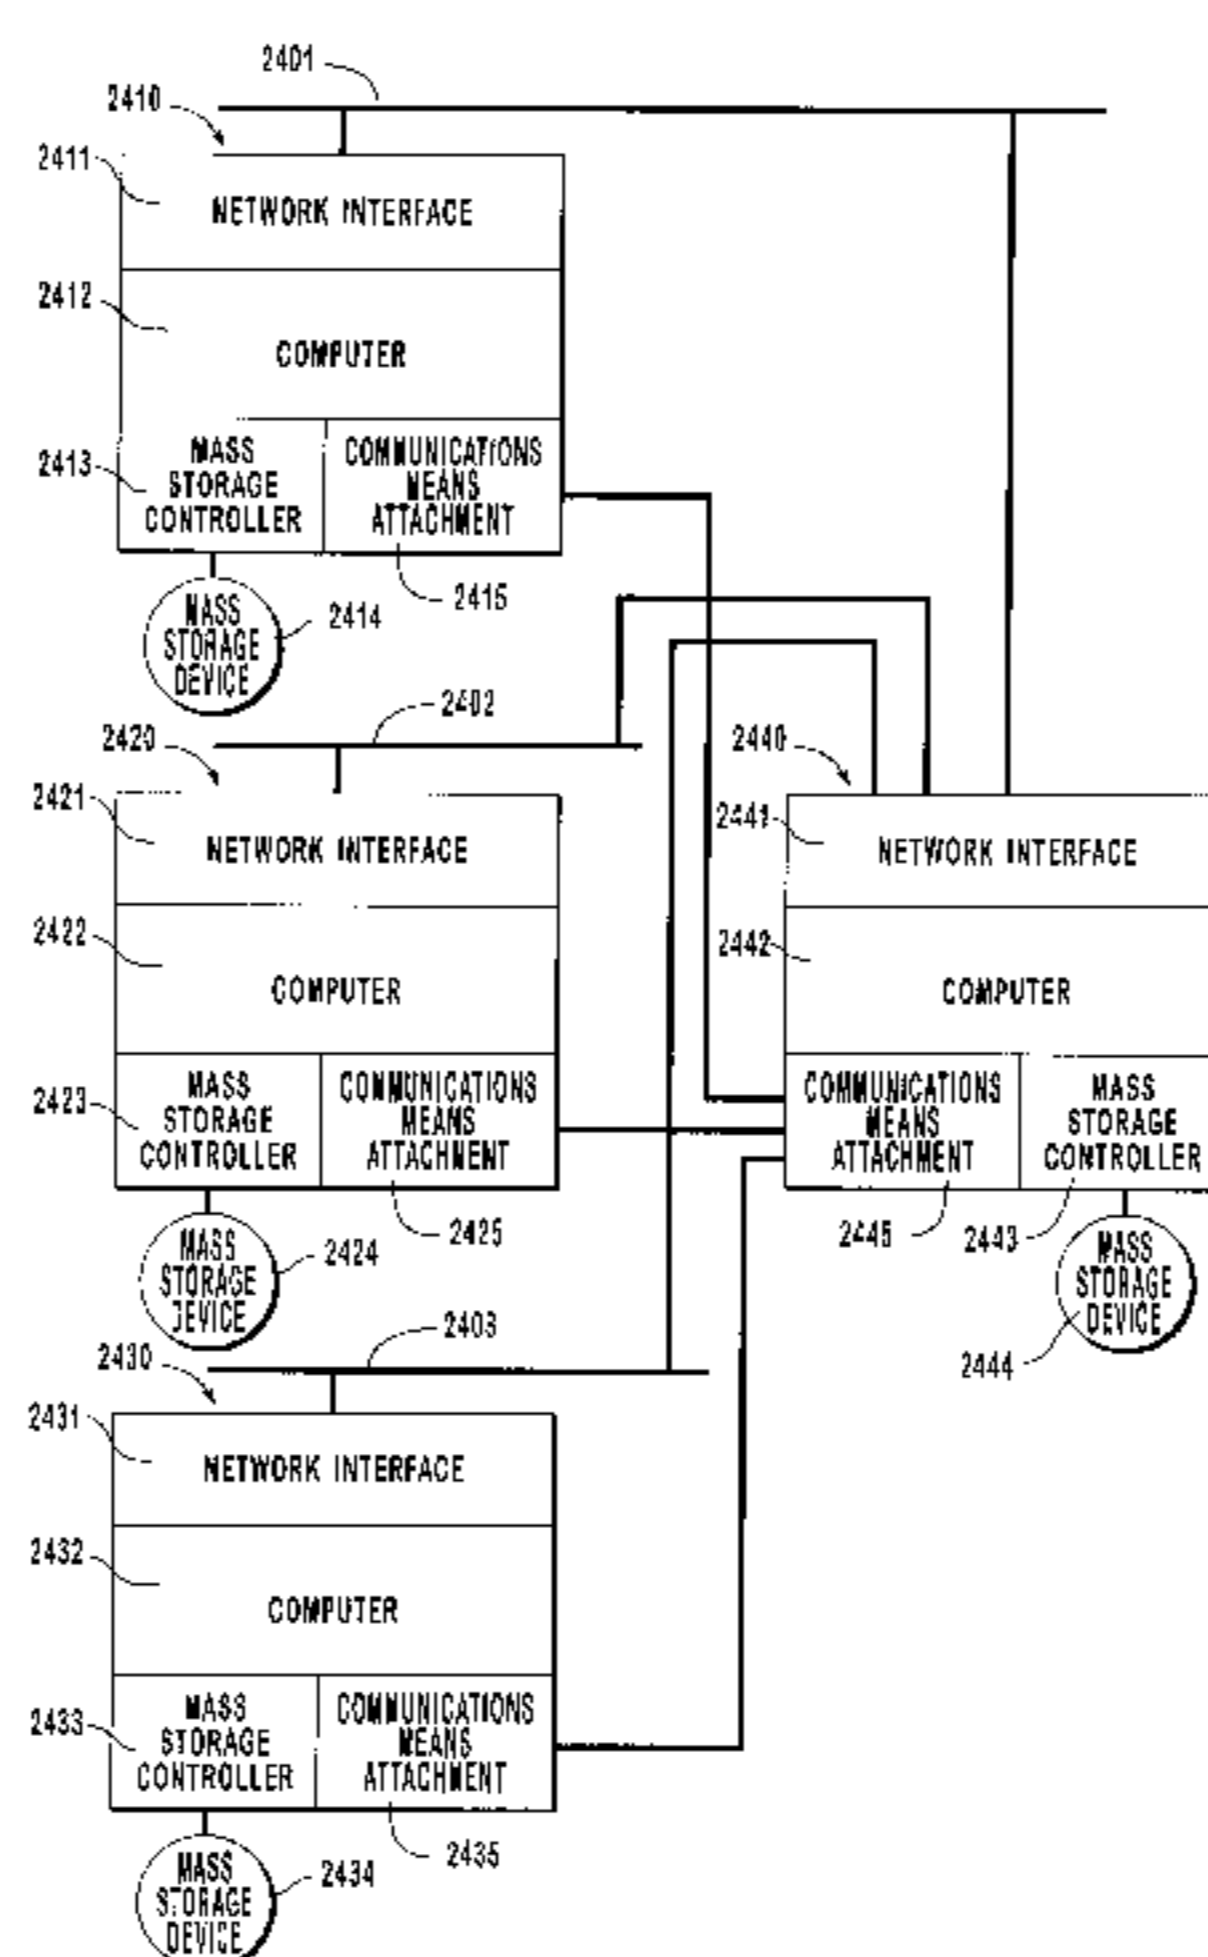 2401
2410
2411
NETWORK INTERFACE
2412
COMPUTER
2413
MASS
STORAGE
CONTROLLER
COMMUNICATIONS
MEANS
ATTACHMENT
2415
MASS
STORAGE
DEVICE
2414
2402
2420
2421
NETWORK INTERFACE
2422
COMPUTER
2423
MASS
STORAGE
CONTROLLER
COMMUNICATIONS
MEANS
ATTACHMENT
2425
MASS
STORAGE
DEVICE
2424
2440
2441
NETWORK INTERFACE
2442
COMPUTER
COMMUNICATIONS
MEANS
ATTACHMENT
MASS
STORAGE
CONTROLLER
2445
2443
MASS
STORAGE
DEVICE
2444
2403
2430
2431
NETWORK INTERFACE
2432
COMPUTER
2433
MASS
STORAGE
CONTROLLER
COMMUNICATIONS
MEANS
ATTACHMENT
2435
MASS
STORAGE
DEVICE
2434